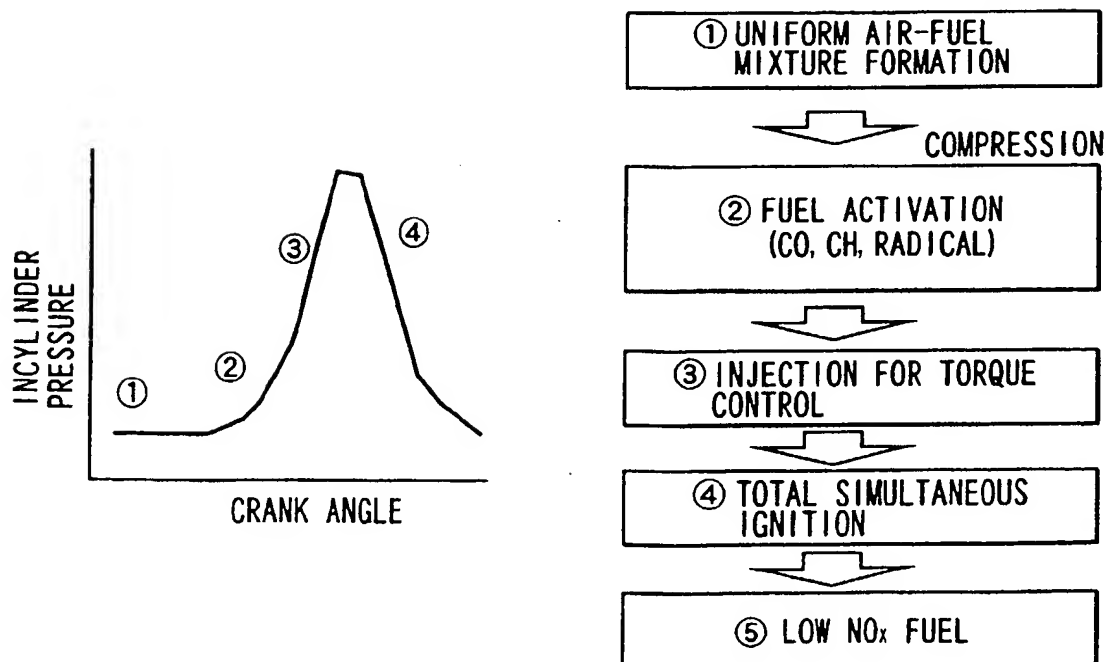 INCYLINDER
PRESSURE
①
②
③
④
CRANK ANGLE
① UNIFORM AIR-FUEL
MIXTURE FORMATION
COMPRESSION
② FUEL ACTIVATION
(CO, CH, RADICAL)
③ INJECTION FOR TORQUE
CONTROL
④ TOTAL SIMULTANEOUS
IGNITION
⑤ LOW NOx FUEL